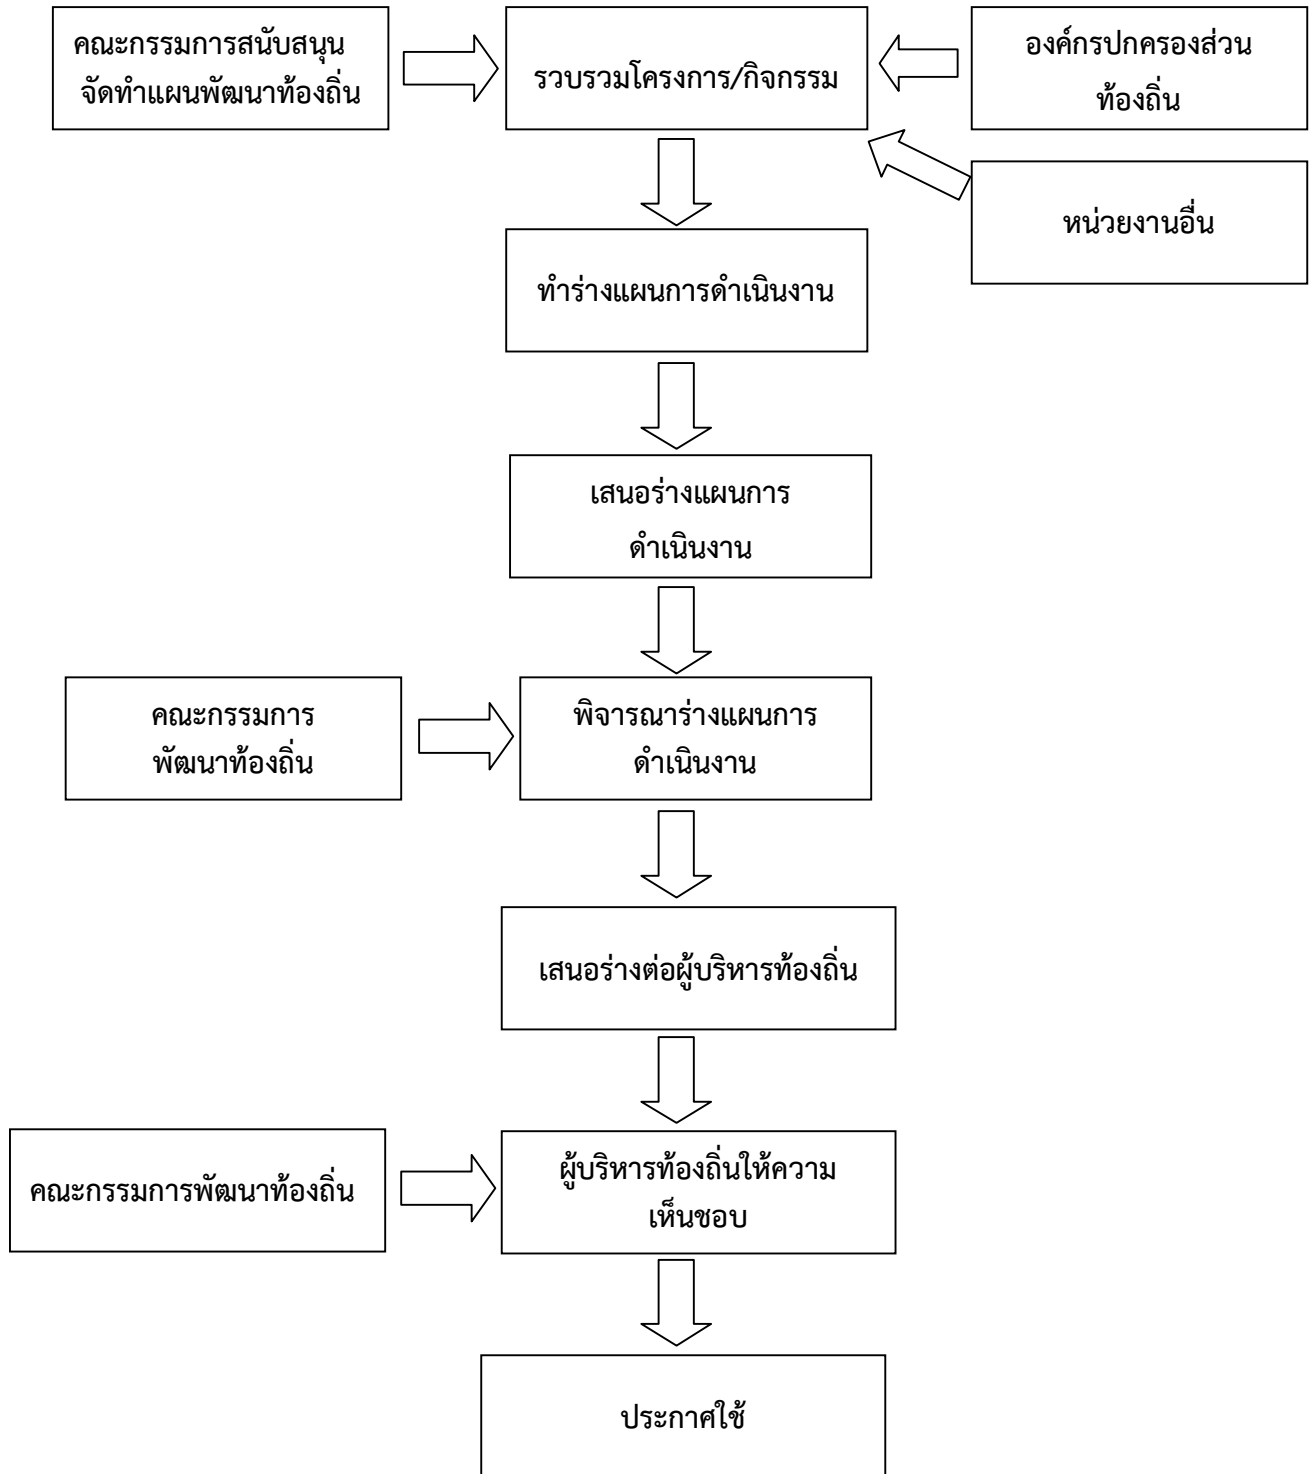 คณะกรรมการสนับสนุน
จัดทำแผนพัฒนาท้องถิ่น
รวบรวมโครงการ/กิจกรรม
องค์กรปกครองส่วน
ท้องถิ่น
หน่วยงานอื่น
ทำร่างแผนการดำเนินงาน
เสนอร่างแผนการ
ดำเนินงาน
คณะกรรมการ
พัฒนาท้องถิ่น
พิจารณาร่างแผนการ
ดำเนินงาน
เสนอร่างต่อผู้บริหารท้องถิ่น
คณะกรรมการพัฒนาท้องถิ่น
ผู้บริหารท้องถิ่นให้ความ
เห็นชอบ
ประกาศใช้